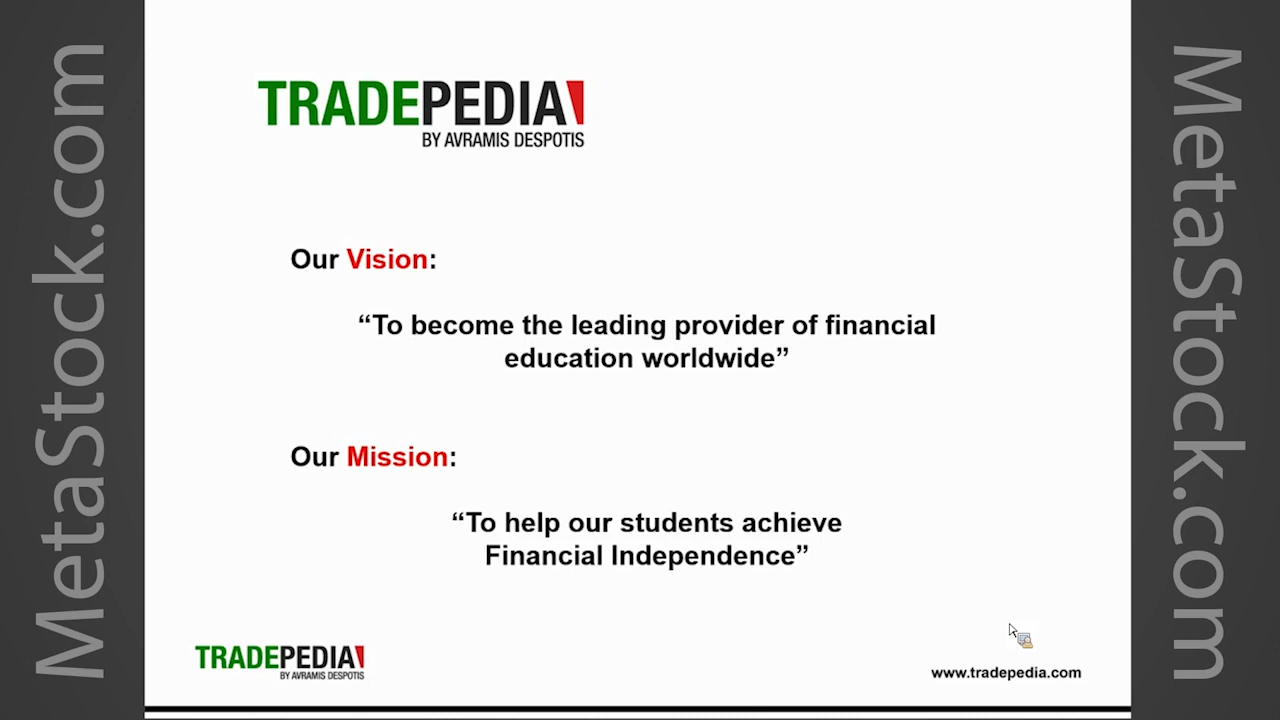 MetaStock.com
TRADEPEDIA
BY AVRAMIS DESPOTIS
Our Vision:
“To become the leading provider of financial
education worldwide”
Our Mission:
“To help our students achieve
Financial Independence”
TRADEPEDIA
BY AVRAMIS DESPOTIS
www.tradepedia.com
MetaStock.com